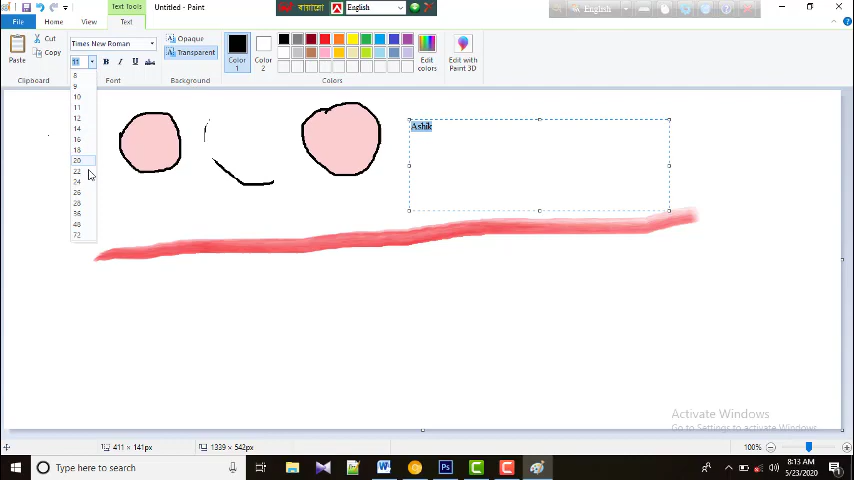 Text Tools
Untitled - Paint
বায়ান্নো
English
English
File
Home
View
Text
Paste
Cut
Copy
Times New Roman
11
B I U abc
Opaque
Transparent
Color 1
Color 2
Edit colors
Edit with Paint 3D
Clipboard
Font
Background
Colors
8
9
10
11
12
14
16
18
20
22
24
26
28
36
48
72
Ashik
Activate Windows
Go to Settings to activate Windows.
411 × 141px
1339 × 542px
100%
Type here to search
8:13 AM
5/23/2020